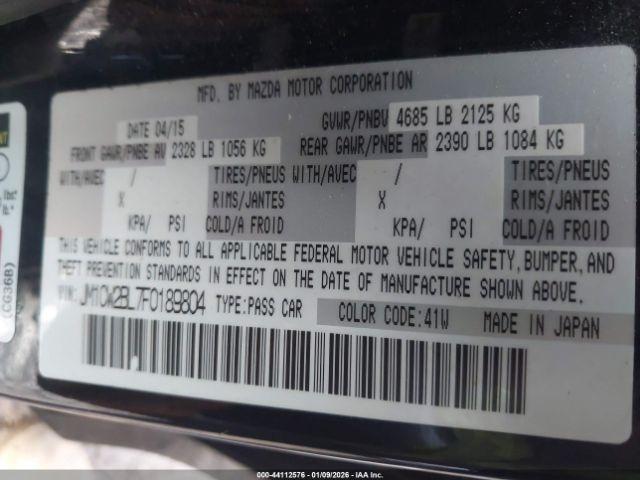 MFD. BY MAZDA MOTOR CORPORATION
DATE 04/15
GVWR/PNBV 4685 LB 2125 KG
FRONT GAWR/PNBE AV 2328 LB 1056 KG
REAR GAWR/PNBE AR 2390 LB 1084 KG
WITH/AVEC / TIRES/PNEUS WITH/AVEC / TIRES/PNEUS
X RIMS/JANTES X RIMS/JANTES
KPA/ PSI COLD/A FROID KPA/ PSI COLD/A FROID
THIS VEHICLE CONFORMS TO ALL APPLICABLE FEDERAL MOTOR VEHICLE SAFETY, BUMPER, AND
THEFT PREVENTION STANDARDS IN EFFECT ON THE DATE OF MANUFACTURE SHOWN ABOVE.
VIN: JM1CW2BL7F0189804 TYPE:PASS CAR COLOR CODE:41W MADE IN JAPAN
(CG36B)
000-44112576 - 01/09/2026 - IAA Inc.